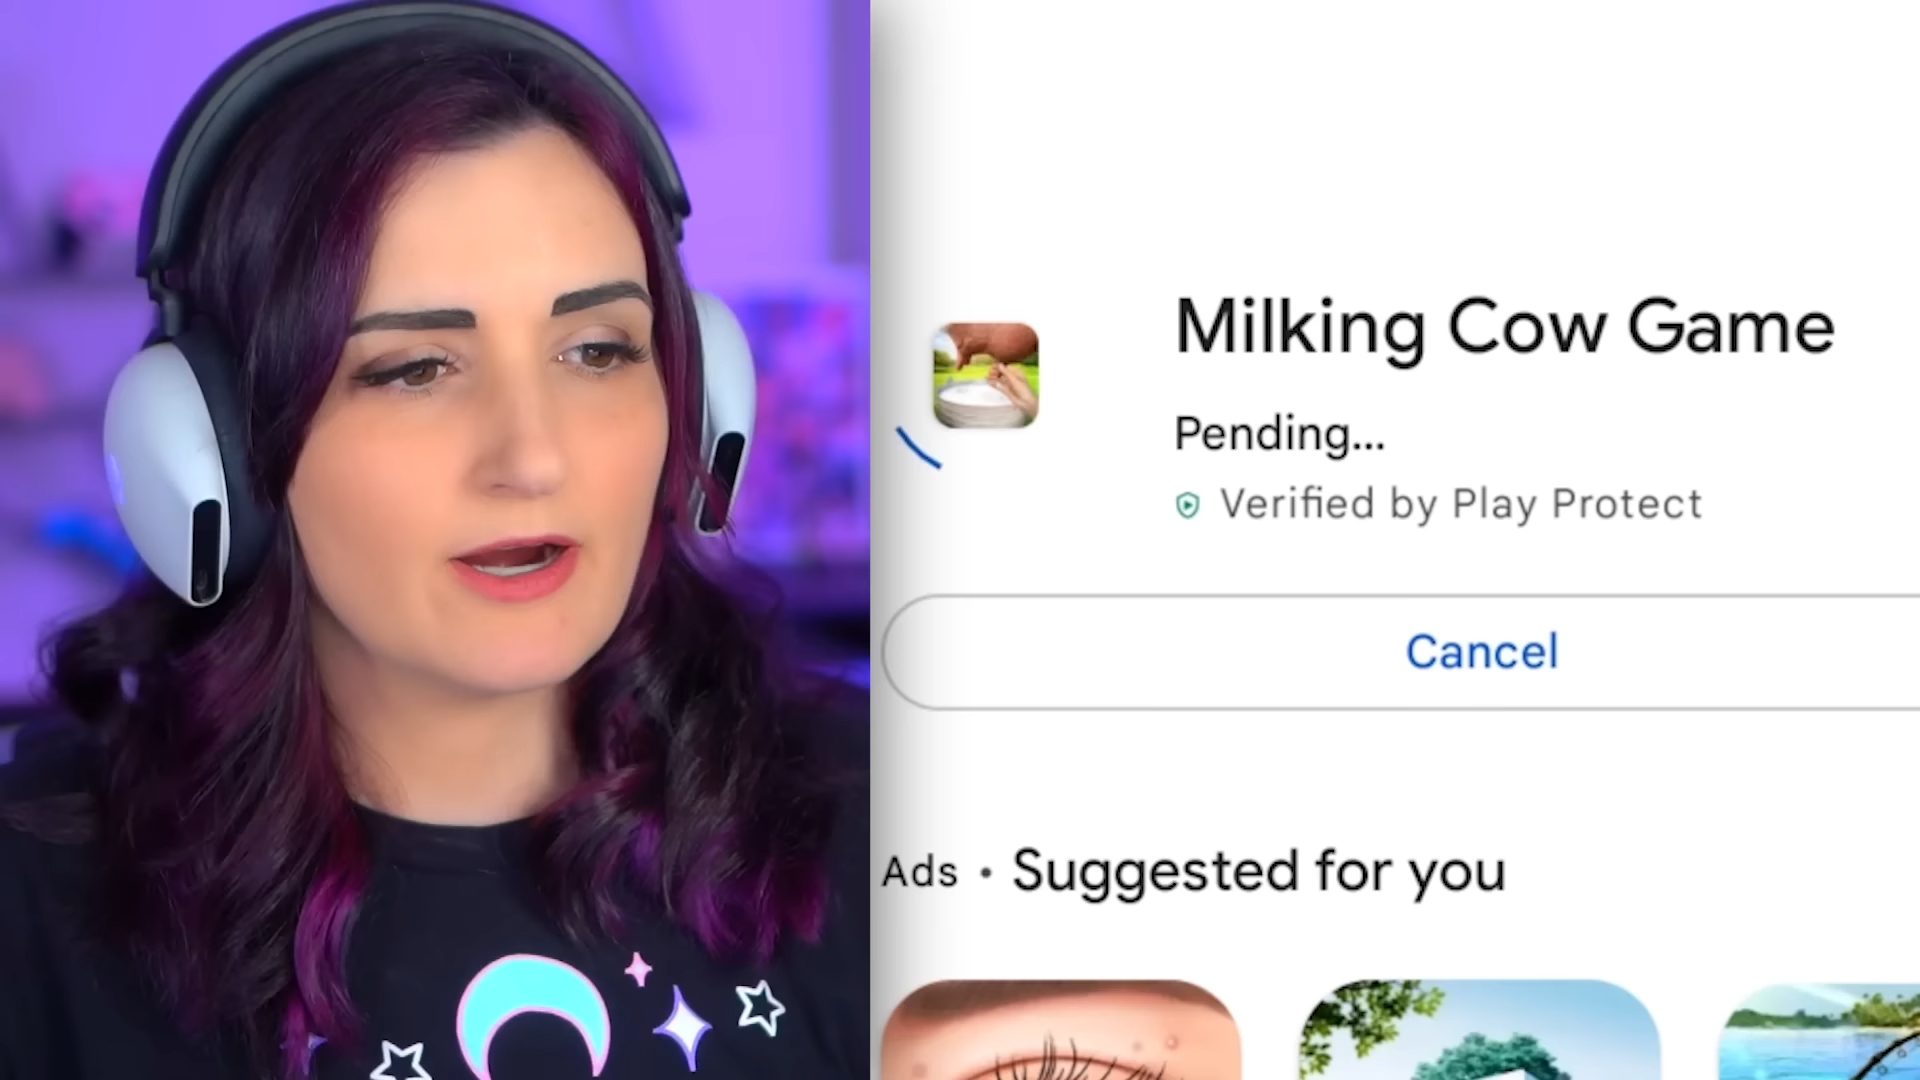 Milking Cow Game
Pending...
Verified by Play Protect
Cancel
Ads • Suggested for you